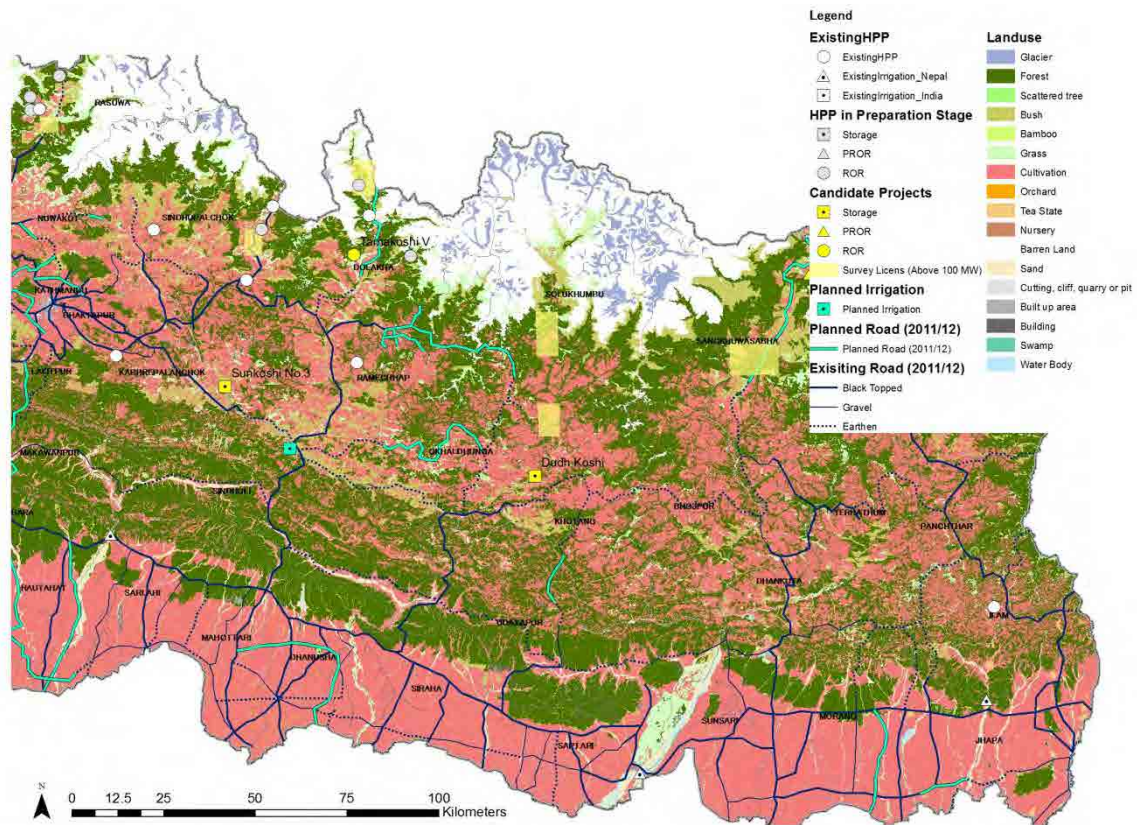 Legend
ExistingHPP
ExistingHPP
ExistingIrrigation_Nepal
ExistingIrrigation_India
HPP in Preparation Stage
Storage
PROR
ROR
Candidate Projects
Storage
PROR
ROR
Survey Licens (Above 100 MW)
Planned Irrigation
Planned Irrigation
Planned Road (2011/12)
Planned Road (2011/12)
Exisiting Road (2011/12)
Black Topped
Gravel
Earthen
Landuse
Glacier
Forest
Scattered tree
Bush
Bamboo
Grass
Cultivation
Orchard
Tea State
Nursery
Barren Land
Sand
Cutting, cliff, quarry or pit
Built up area
Building
Swamp
Water Body
RASUWA
NUWAKOT
SINDHUPALCHOK
Tamakoshi V
DOLAKHA
KATHMANDU
BHAKTAPUR
SOLUKHUMBU
SANKHUWASABHA
LALITPUR
KABHREPALANCHOK
Sunkoshi No.3
RAMECHHAP
MAKAWANPUR
OKHALDHUNGA
Dudh Koshi
SINDHULI
KHOTANG
BHOJPUR
TERHATHUM
PANCHTHAR
BARA
DHANKUTA
RAUTAHAT
SARLAHI
UDAYAPUR
ILAM
MAHOTTARI
DHANUSHA
SIRAHA
SAPTARI
SUNSARI
MORANG
JHAPA
N
0 12.5 25 50 75 100
Kilometers